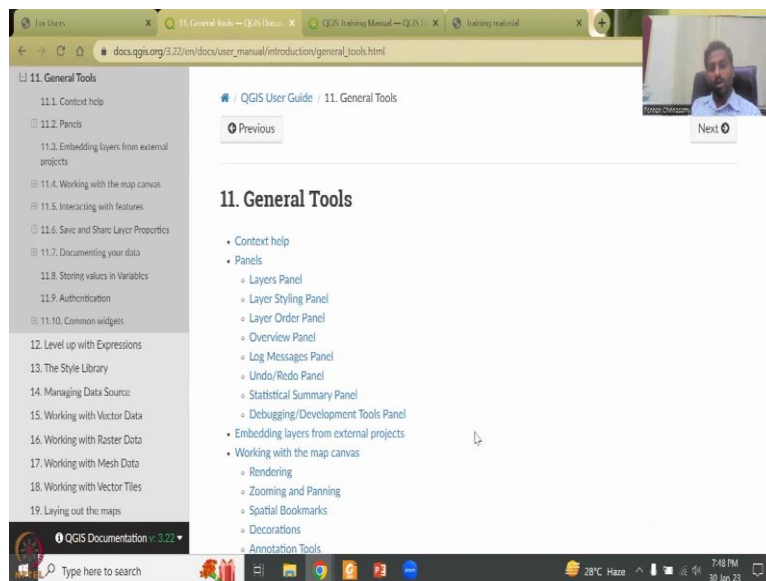 For Users
11. General Tools — QGIS Docu
QGIS Training Manual — QGIS D
training material
docs.qgis.org/3.22/en/docs/user_manual/introduction/general_tools.html
11. General Tools
11.1. Context help
11.2. Panels
11.3. Embedding layers from external
projects
11.4. Working with the map canvas
11.5. Interacting with features
11.6. Save and Share Layer Properties
11.7. Documenting your data
11.8. Storing values in Variables
11.9. Authentication
11.10. Common widgets
12. Level up with Expressions
13. The Style Library
14. Managing Data Source
15. Working with Vector Data
16. Working with Raster Data
17. Working with Mesh Data
18. Working with Vector Tiles
19. Laying out the maps
QGIS Documentation v: 3.22
/ QGIS User Guide / 11. General Tools
Previous
Next
11. General Tools
• Context help
• Panels
Layers Panel
Layer Styling Panel
Layer Order Panel
Overview Panel
Log Messages Panel
Undo/Redo Panel
Statistical Summary Panel
Debugging/Development Tools Panel
• Embedding layers from external projects
• Working with the map canvas
Rendering
Zooming and Panning
Spatial Bookmarks
Decorations
Annotation Tools
NPTEL
Type here to search
28°C Haze
7:48 PM
30 Jan 23